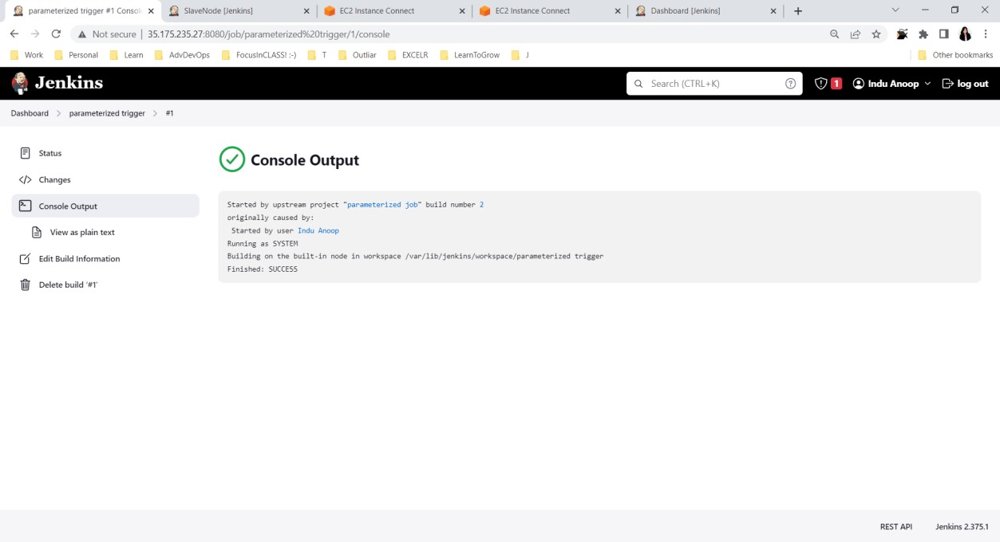 parameterized trigger #1 Consol
SlaveNode [Jenkins]
EC2 Instance Connect
EC2 Instance Connect
Dashboard [Jenkins]
Not secure | 35.175.235.27:8080/job/parameterized%20trigger/1/console
Work Personal Learn AdvDevOps FocusInCLASS! :-) T Outliar EXCELR LearnToGrow J Other bookmarks
Jenkins
Search (CTRL+K)
1
Indu Anoop
log out
Dashboard > parameterized trigger > #1
Status
Changes
Console Output
View as plain text
Edit Build Information
Delete build '#1'
Console Output
Started by upstream project "parameterized job" build number 2
originally caused by:
Started by user Indu Anoop
Running as SYSTEM
Building on the built-in node in workspace /var/lib/jenkins/workspace/parameterized trigger
Finished: SUCCESS
REST API Jenkins 2.375.1